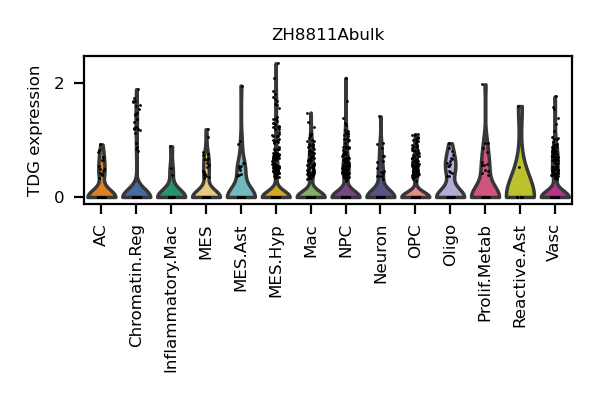 ZH8811Abulk
TDG expression
2
0
AC
Chromatin.Reg
Inflammatory.Mac
MES
MES.Ast
MES.Hyp
Mac
NPC
Neuron
OPC
Oligo
Prolif.Metab
Reactive.Ast
Vasc